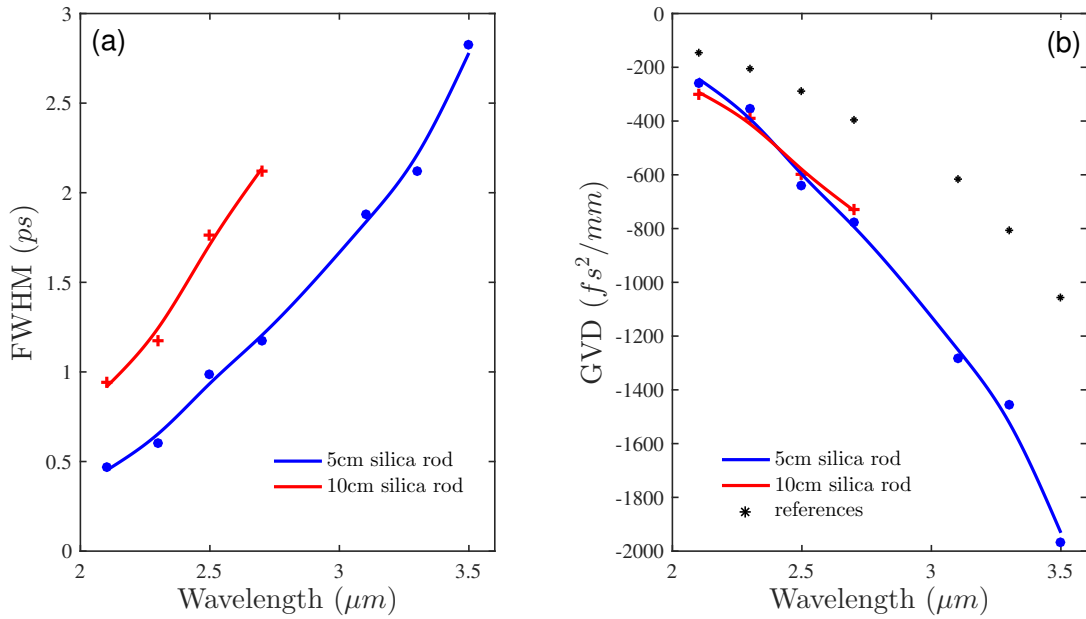 (a)
3
2.5
2
1.5
1
0.5
0
2
2.5
3
3.5
FWHM (ps)
Wavelength (μm)
5cm silica rod
10cm silica rod
(b)
0
-200
-400
-600
-800
-1000
-1200
-1400
-1600
-1800
-2000
2
2.5
3
3.5
GVD (fs²/mm)
Wavelength (μm)
5cm silica rod
10cm silica rod
references